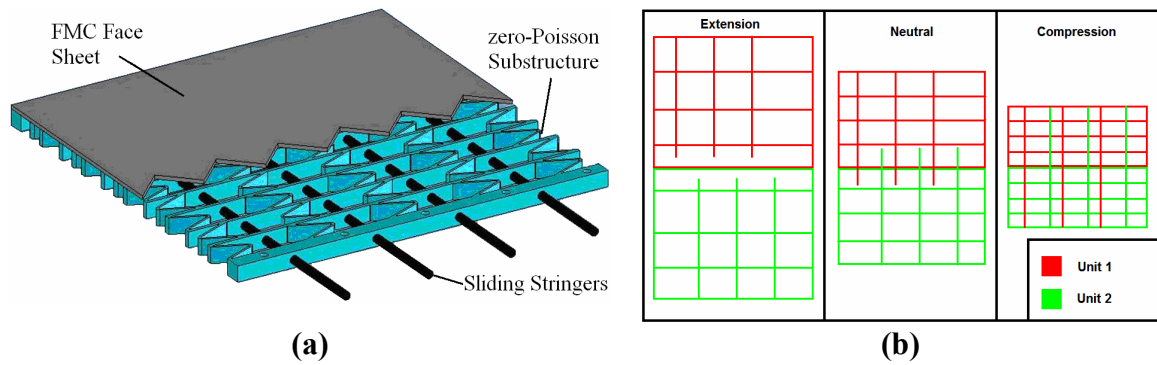 FMC Face
Sheet
zero-Poisson
Substructure
Sliding Stringers
(a)
Extension
Neutral
Compression
Unit 1
Unit 2
(b)